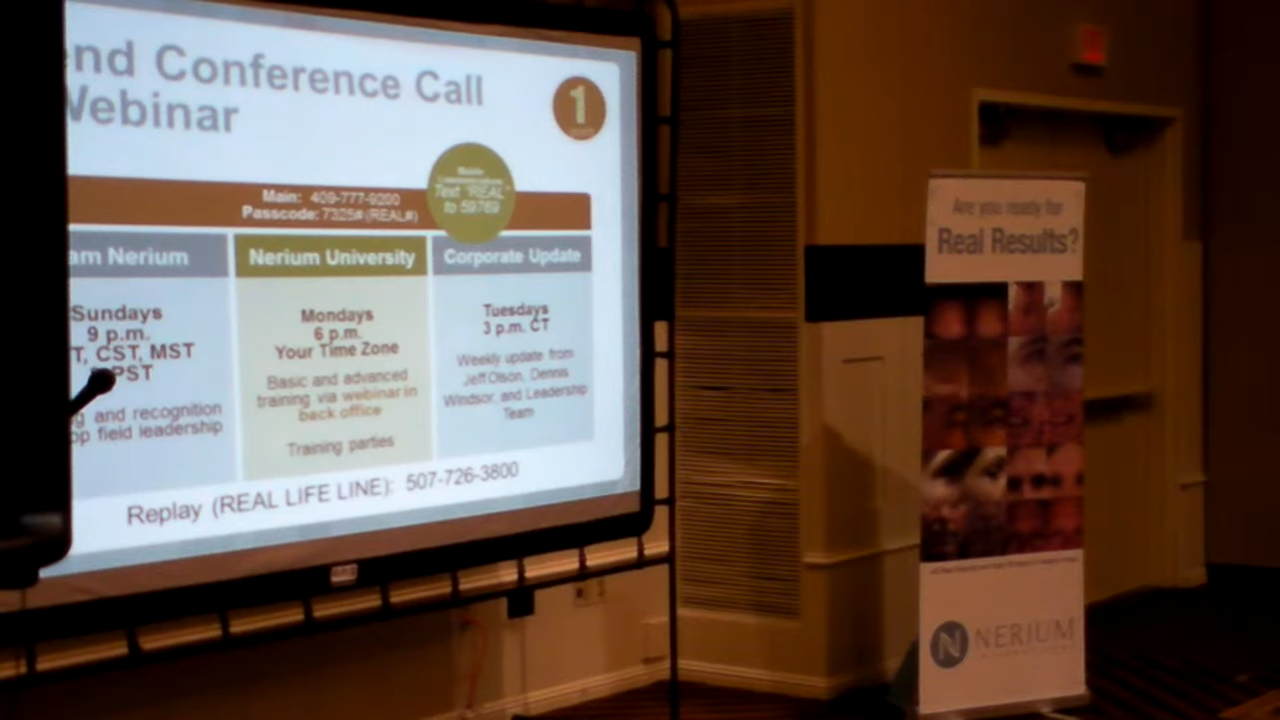 end Conference Call
Webinar
1
Main: 409-777-9200
Passcode: 7325# (REAL#)
Text "REAL"
to 59769
am Nerium
Nerium University
Corporate Update
Sundays
9 p.m.
T, CST, MST
PST
g and recognition
op field leadership
Mondays
6 p.m.
Your Time Zone
Basic and advanced
training via webinar in
back office
Training parties
Tuesdays
3 p.m. CT
Weekly update from
Jeff Olson, Dennis
Windsor, and Leadership
Team
Replay (REAL LIFE LINE): 507-726-3800
Are you ready for
Real Results?
N NERIUM